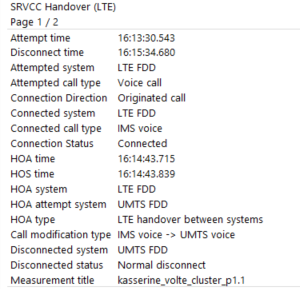 SRVCC Handover (LTE)
Page 1 / 2
Attempt time 16:13:30.543
Disconnect time 16:15:34.680
Attempted system LTE FDD
Attempted call type Voice call
Connection Direction Originated call
Connected system LTE FDD
Connected call type IMS voice
Connection Status Connected
HOA time 16:14:43.715
HOS time 16:14:43.839
HOA system LTE FDD
HOA attempt system UMTS FDD
HOA type LTE handover between systems
Call modification type IMS voice -> UMTS voice
Disconnected system UMTS FDD
Disconnected status Normal disconnect
Measurement title kasserine_volte_cluster_p1.1